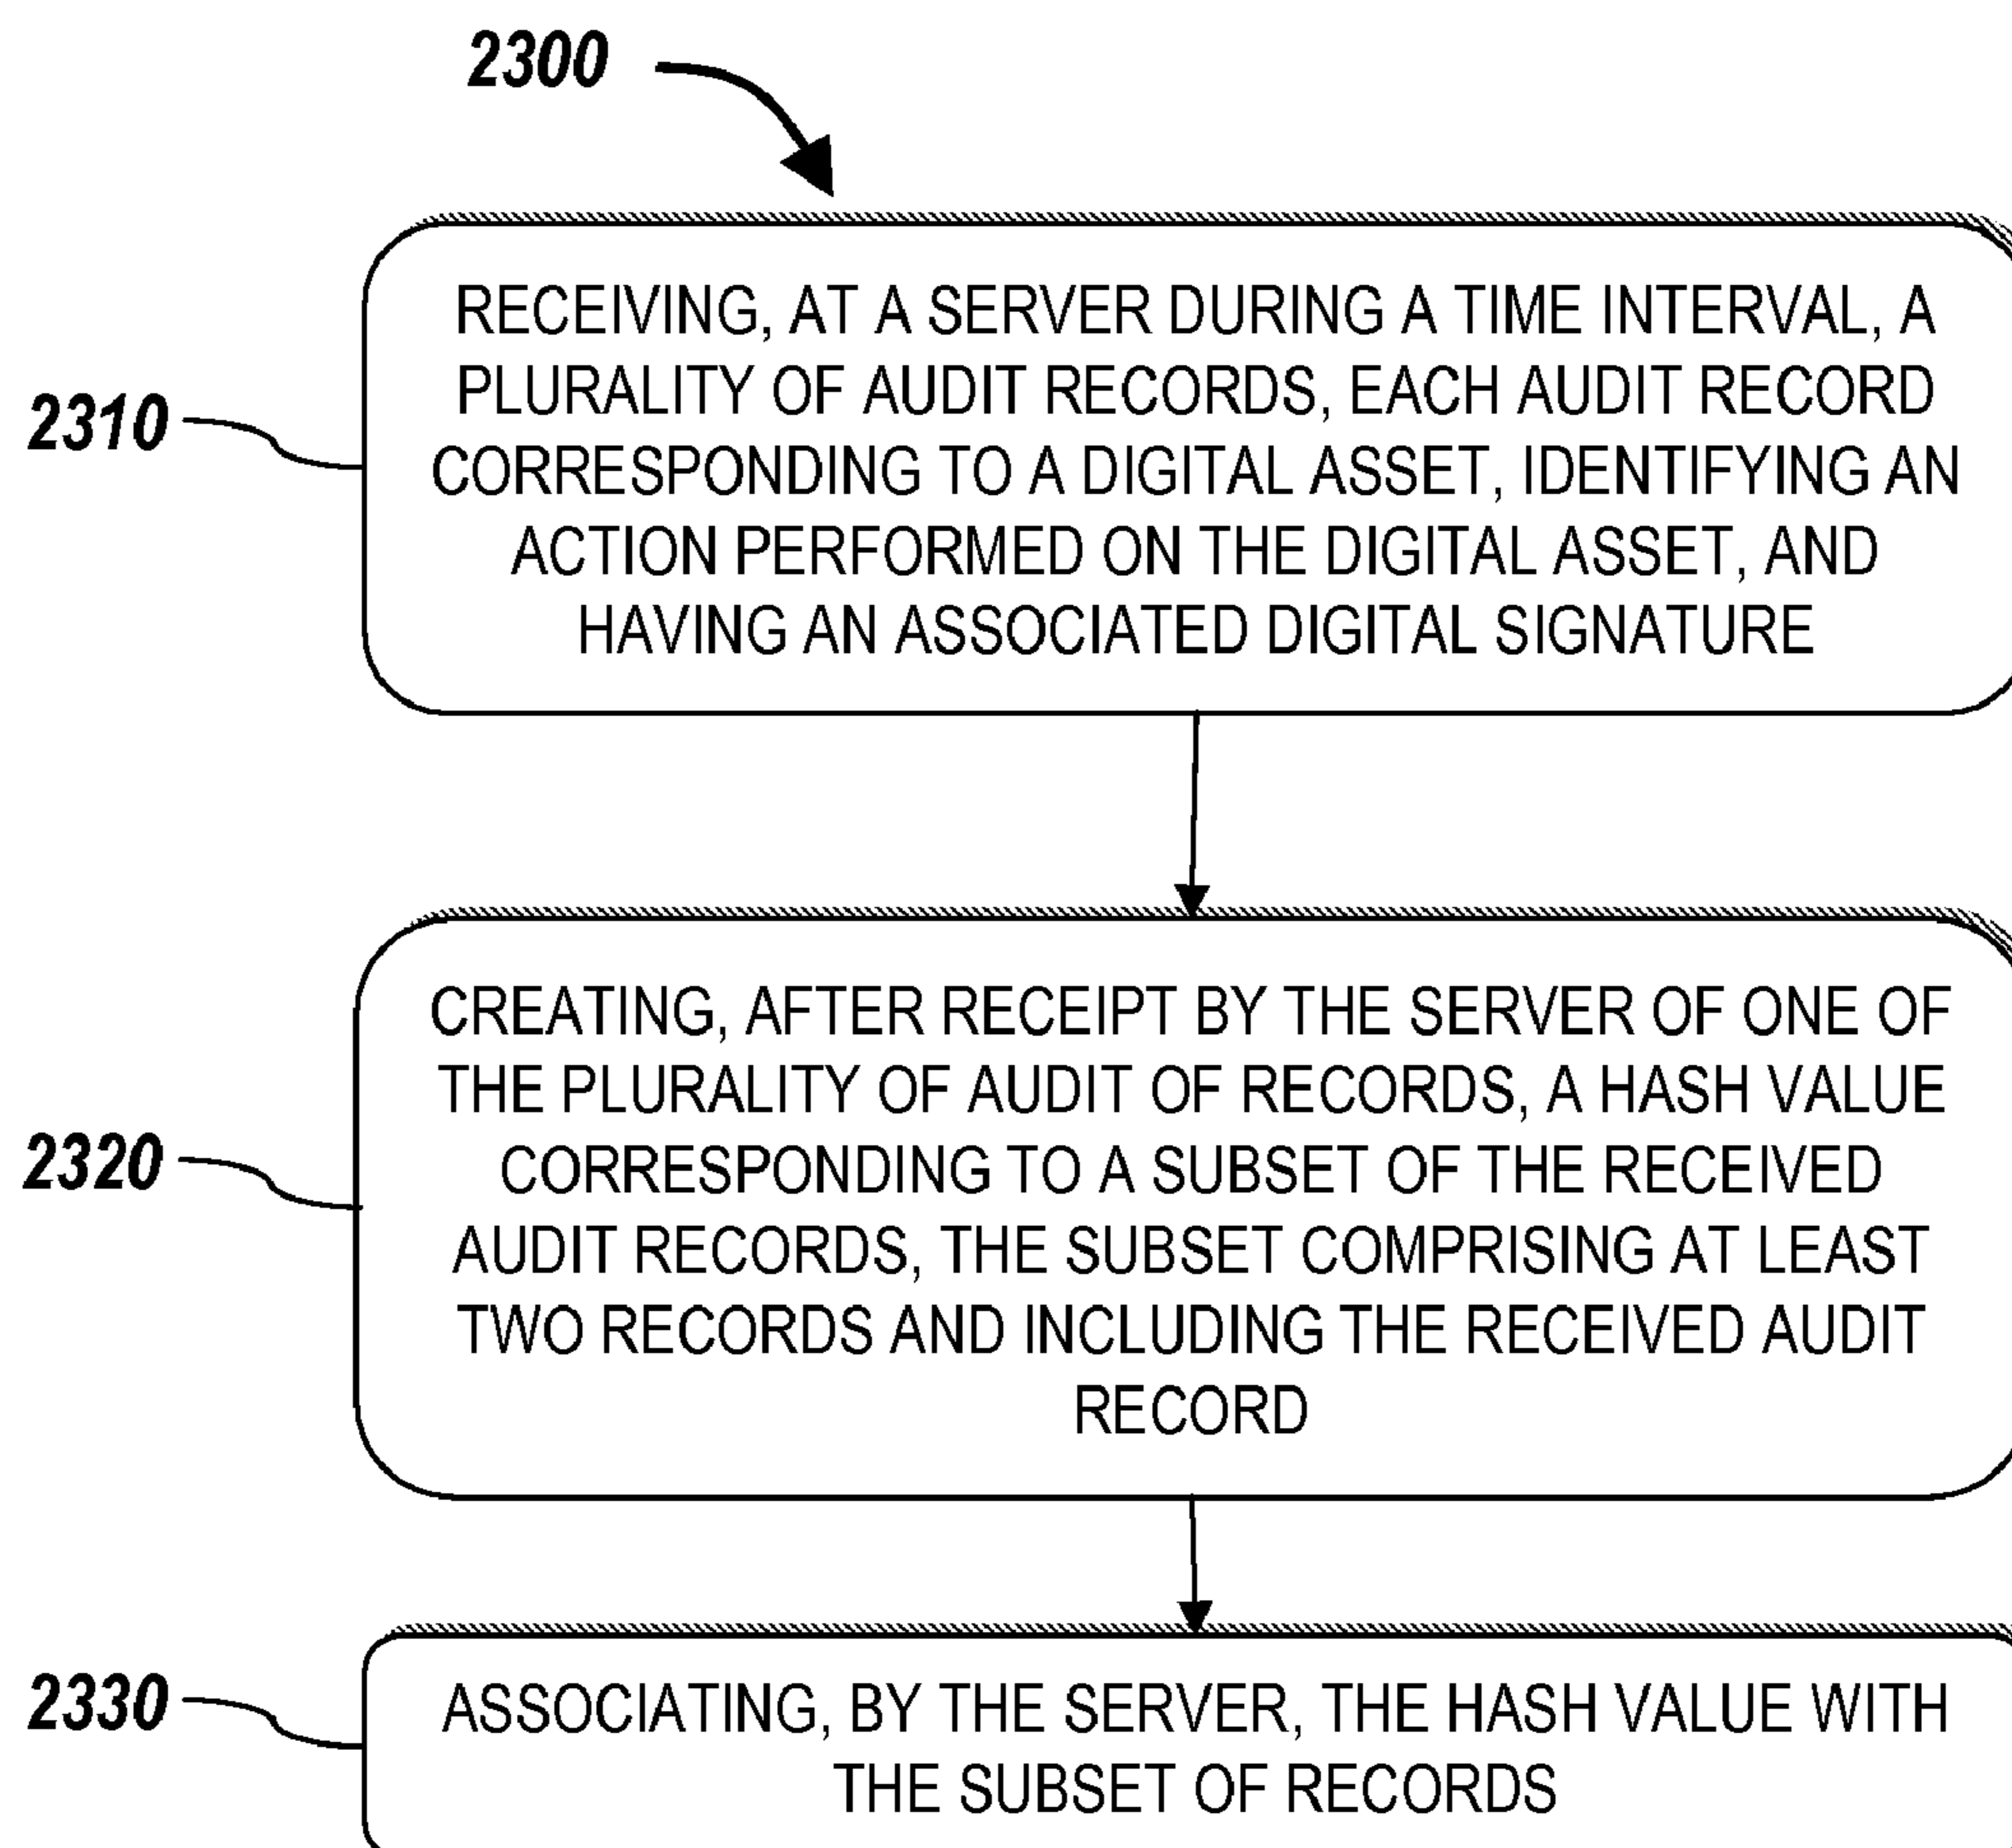 2300
RECEIVING, AT A SERVER DURING A TIME INTERVAL, A
PLURALITY OF AUDIT RECORDS, EACH AUDIT RECORD
2310
CORRESPONDING TO A DIGITAL ASSET, IDENTIFYING AN
ACTION PERFORMED ON THE DIGITAL ASSET, AND
HAVING AN ASSOCIATED DIGITAL SIGNATURE
CREATING, AFTER RECEIPT BY THE SERVER OF ONE OF
THE PLURALITY OF AUDIT OF RECORDS, A HASH VALUE
2320
CORRESPONDING TO A SUBSET OF THE RECEIVED
AUDIT RECORDS, THE SUBSET COMPRISING AT LEAST
TWO RECORDS AND INCLUDING THE RECEIVED AUDIT
RECORD
2330
ASSOCIATING, BY THE SERVER, THE HASH VALUE WITH
THE SUBSET OF RECORDS